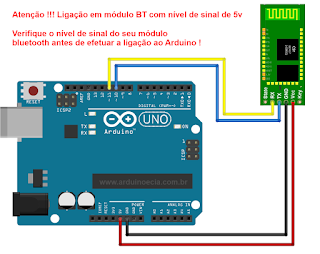 Atenção !!! Ligação em módulo BT com nível de sinal de 5v
Verifique o nível de sinal do seu módulo
bluetooth antes de efetuar a ligação ao Arduino !
State
RX
TX
GND
Vcc
Key
RESET
ICSP2
AREF
GND
DIGITAL (PWM=~)
L
TX
RX
Arduino
UNO
ON
ICSP
www.arduinoecia.com.br
RESET
3V3
5V
GND
GND
VIN
POWER
ANALOG IN
A0
A1
A2
A3
A4
A5